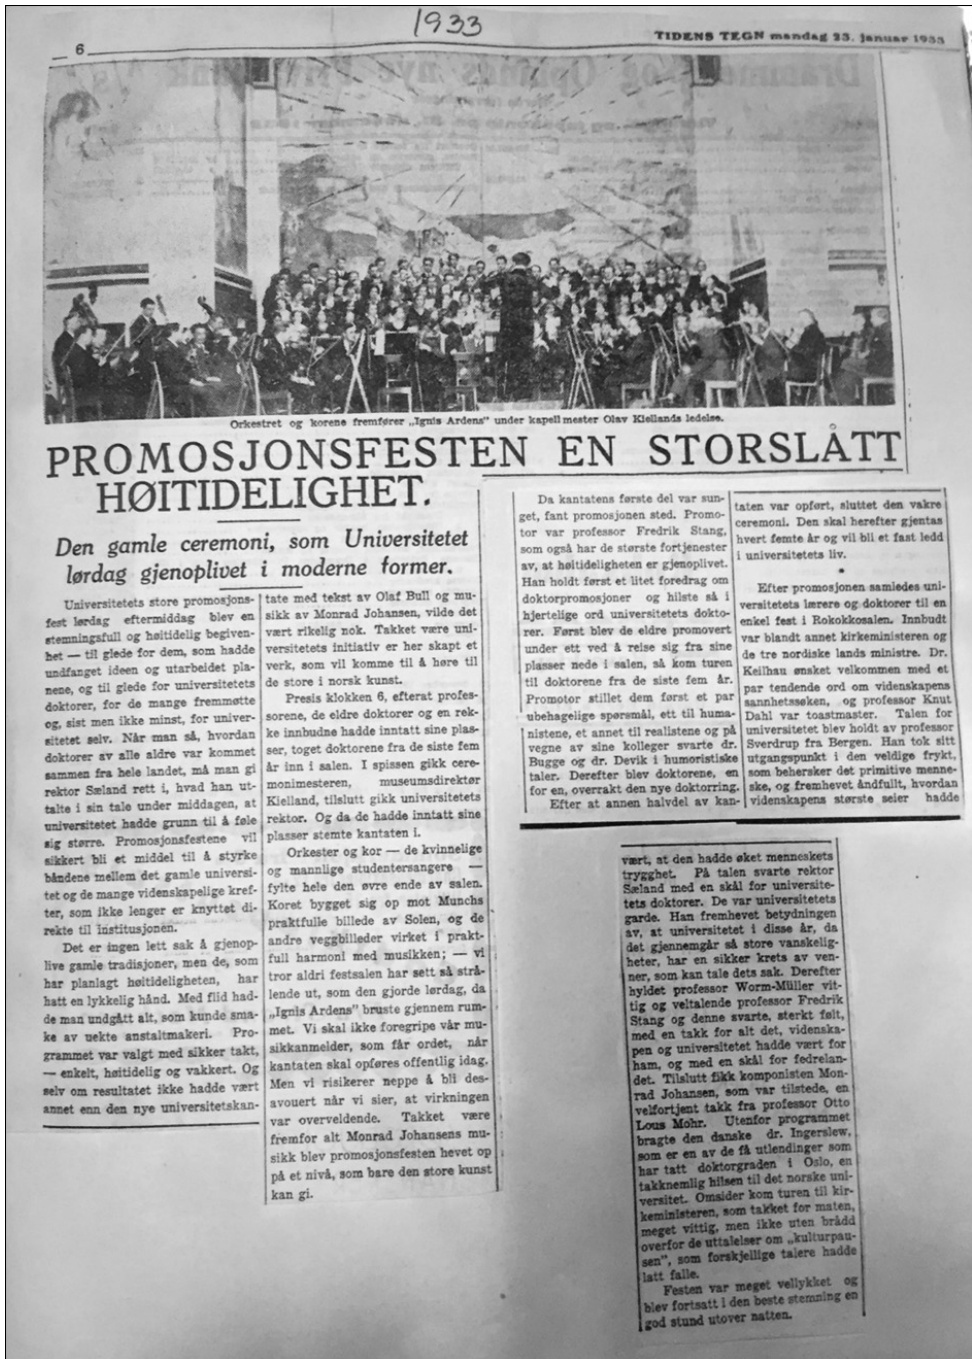 1933
6
TIDENS TEGN mandag 23. januar 1933
Orkestret og korene fremfører „Ignis Ardens" under kapellmester Olav Kiellands ledelse.
PROMOSJONSFESTEN EN STORSLÅTT
HØITIDELIGHET.
Den gamle ceremoni, som Universitetet
lørdag gjenoplivet i moderne former.
Universitetets store promosjons-
fest lørdag eftermiddag blev en
stemningsfull og høitidelig begiven-
het — til glede for dem, som hadde
undfanget ideen og utarbeidet pla-
nene, og til glede for universitetets
doktorer, for de mange fremmøtte
og, sist men ikke minst, for univer-
sitetet selv. Når man så, hvordan
doktorer av alle aldre var kommet
sammen fra hele landet, må man gi
rektor Sæland rett i, hvad han ut-
talte i sin tale under middagen, at
universitetet hadde grunn til å føle
sig større. Promosjonsfestene vil
sikkert bli et middel til å styrke
båndene mellem det gamle universi-
tet og de mange videnskapelige kref-
ter, som ikke lenger er knyttet di-
rekte til institusjonen.
Det er ingen lett sak å gjenop-
live gamle tradisjoner, men de, som
har planlagt høitideligheten, har
hatt en lykkelig hånd. Med flid had-
de man undgått alt, som kunde sma-
ke av uekte anstaltmakeri. Pro-
grammet var valgt med sikker takt,
— enkelt, høitidelig og vakkert. Og
selv om resultatet ikke hadde vært
annet enn den nye universitetskan-
tate med tekst av Olaf Bull og mu-
sikk av Monrad Johansen, vilde det
vært rikelig nok. Takket være uni-
versitetets initiativ er her skapt et
verk, som vil komme til å høre til
de store i norsk kunst.
Presis klokken 6, efterat profes-
sorene, de eldre doktorer og en rek-
ke innbudne hadde inntatt sine plas-
ser, toget doktorene fra de siste fem
år inn i salen. I spissen gikk cere-
monimesteren, museumsdirektør
Kielland, tilslutt gikk universitetets
rektor. Og da de hadde inntatt sine
plasser stemte kantaten i.
Orkester og kor — de kvinnelige
og mannlige studentersangere —
fylte hele den øvre ende av salen.
Koret bygget sig op mot Munchs
praktfulle billede av Solen, og de
andre veggbilleder virket i prakt-
full harmoni med musikken; — vi
tror aldri festsalen har sett så strå-
lende ut, som den gjorde lørdag, da
„Ignis Ardens" bruste gjennem rum-
met. Vi skal ikke foregripe vår mu-
sikkanmelder, som får ordet, når
kantaten skal opføres offentlig idag.
Men vi risikerer neppe å bli des-
avouert når vi sier, at virkningen
var overveldende. Takket være
fremfor alt Monrad Johansens mu-
sikk blev promosjonsfesten hevet op
på et nivå, som bare den store kunst
kan gi.
Da kantatens første del var sun-
get, fant promosjonen sted. Promo-
tor var professor Fredrik Stang,
som også har de største fortjenester
av, at høitideligheten er gjenoplivet.
Han holdt først et litet foredrag om
doktorpromosjoner og hilste så i
hjertelige ord universitetets dokto-
rer. Først blev de eldre promovert
under ett ved å reise sig fra sine
plasser nede i salen, så kom turen
til doktorene fra de siste fem år.
Promotor stillet dem først et par
ubehagelige spørsmål, ett til huma-
nistene, et annet til realistene og på
vegne av sine kolleger svarte dr.
Bugge og dr. Devik i humoristiske
taler. Derefter blev doktorene, en
for en, overrakt den nye doktorring.
Efter at annen halvdel av kan-
taten var opført, sluttet den vakre
ceremoni. Den skal herefter gjentas
hvert femte år og vil bli et fast ledd
i universitetets liv.
*
Efter promosjonen samledes uni-
versitetets lærere og doktorer til en
enkel fest i Rokokkosalen. Innbudt
var blandt annet kirkeministeren og
de tre nordiske lands ministre. Dr.
Keilhau ønsket velkommen med et
par tendende ord om videnskapens
sannhetssøken, og professor Knut
Dahl var toastmaster. Talen for
universitetet blev holdt av professor
Sverdrup fra Bergen. Han tok sitt
utgangspunkt i den veldige frykt,
som behersker det primitive menne-
ske, og fremhevet åndfullt, hvordan
videnskapens største seier hadde
vært, at den hadde øket menneskets
trygghet. På talen svarte rektor
Sæland med en skål for universite-
tets doktorer. De var universitetets
garde. Han fremhevet betydningen
av, at universitetet i disse år, da
det gjennemgår så store vanskelig-
heter, har en sikker krets av ven-
ner, som kan tale dets sak. Derefter
hyldet professor Worm-Müller vit-
tig og veltalende professor Fredrik
Stang og denne svarte, sterkt følt,
med en takk for alt det, videnska-
pen og universitetet hadde vært for
ham, og med en skål for fedrelan-
det. Tilslutt fikk komponisten Mon-
rad Johansen, som var tilstede, en
velfortjent takk fra professor Otto
Lous Mohr. Utenfor programmet
bragte den danske dr. Ingerslew,
som er en av de få utlendinger som
har tatt doktorgraden i Oslo, en
takknemlig hilsen til det norske uni-
versitet. Omsider kom turen til kir-
keministeren, som takket for maten,
meget vittig, men ikke uten brådd
overfor de uttalelser om „kulturpau-
sen", som forskjellige talere hadde
latt falle.
Festen var meget vellykket og
blev fortsatt i den beste stemning en
god stund utover natten.